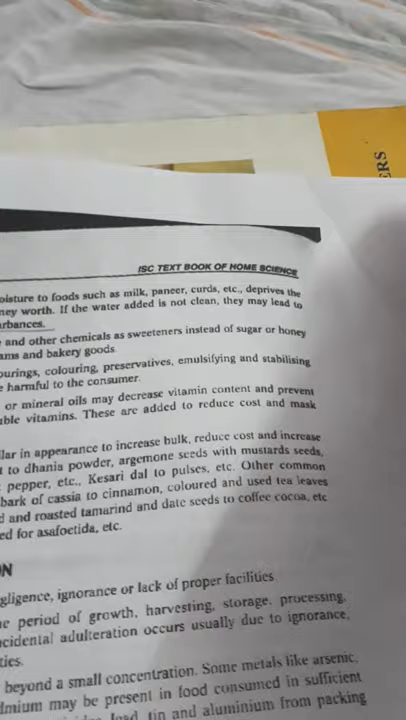 ERS
ISC TEXT BOOK OF HOME SCIENCE
oisture to foods such as milk, paneer, curds, etc., deprives the
ney worth. If the water added is not clean, they may lead to
rbances.
and other chemicals as sweeteners instead of sugar or honey
ams and bakery goods
ourings, colouring, preservatives, emulsifying and stabilising
e harmful to the consumer.
or mineral oils may decrease vitamin content and prevent
ble vitamins. These are added to reduce cost and mask
lar in appearance to increase bulk, reduce cost and increase
t to dhania powder, argemone seeds with mustards seeds,
pepper, etc., Kesari dal to pulses, etc. Other common
bark of cassia to cinnamon, coloured and used tea leaves
d and roasted tamarind and date seeds to coffee cocoa, etc
ed for asafoetida, etc.
ON
gligence, ignorance or lack of proper facilities.
e period of growth, harvesting, storage, processing,
cidental adulteration occurs usually due to ignorance,
ties.
beyond a small concentration. Some metals like arsenic,
dmium may be present in food consumed in sufficient
lead, tin and aluminium from packing